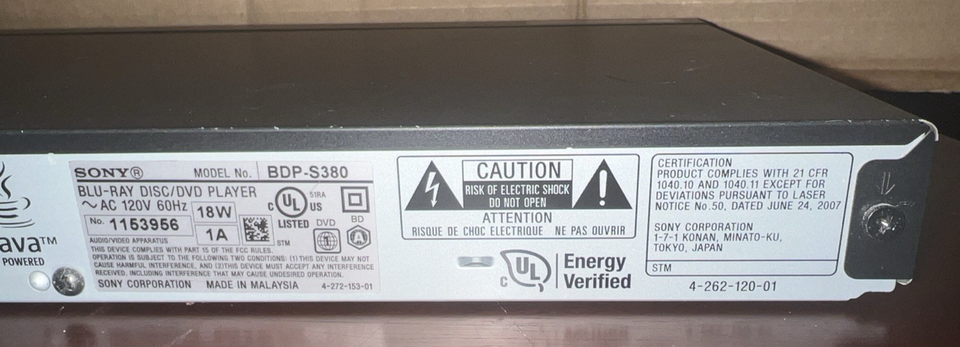 ava™
POWERED
SONY® MODEL No. BDP-S380
BLU-RAY DISC/DVD PLAYER
∼ AC 120V 60Hz 18W
No. 1153956 1A
C UL US 51RA
LISTED DVD BD
STM
AUDIO/VIDEO APPARATUS
THIS DEVICE COMPLIES WITH PART 15 OF THE FCC RULES.
OPERATION IS SUBJECT TO THE FOLLOWING TWO CONDITIONS: (1) THIS DEVICE MAY NOT
CAUSE HARMFUL INTERFERENCE, AND (2) THIS DEVICE MUST ACCEPT ANY INTERFERENCE
RECEIVED, INCLUDING INTERFERENCE THAT MAY CAUSE UNDESIRED OPERATION.
SONY CORPORATION MADE IN MALAYSIA 4-272-153-01
CAUTION
RISK OF ELECTRIC SHOCK
DO NOT OPEN
ATTENTION
RISQUE DE CHOC ELECTRIQUE NE PAS OUVRIR
C UL Energy
Verified
CERTIFICATION
PRODUCT COMPLIES WITH 21 CFR
1040.10 AND 1040.11 EXCEPT FOR
DEVIATIONS PURSUANT TO LASER
NOTICE No.50, DATED JUNE 24, 2007
SONY CORPORATION
1-7-1 KONAN, MINATO-KU,
TOKYO, JAPAN
STM
4-262-120-01